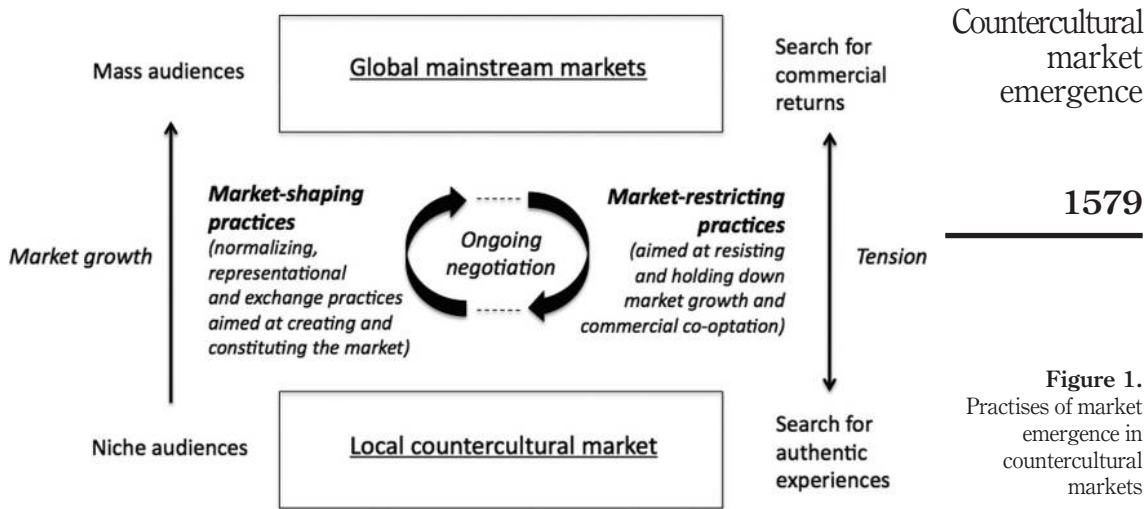 Countercultural
market
emergence
1579
Mass audiences
Global mainstream markets
Search for
commercial
returns
Market growth
Market-shaping
practices
(normalizing,
representational
and exchange practices
aimed at creating and
constituting the market)
Ongoing
negotiation
Market-restricting
practices
(aimed at resisting
and holding down
market growth and
commercial co-optation)
Tension
Niche audiences
Local countercultural market
Search for
authentic
experiences
Figure 1.
Practises of market
emergence in
countercultural
markets